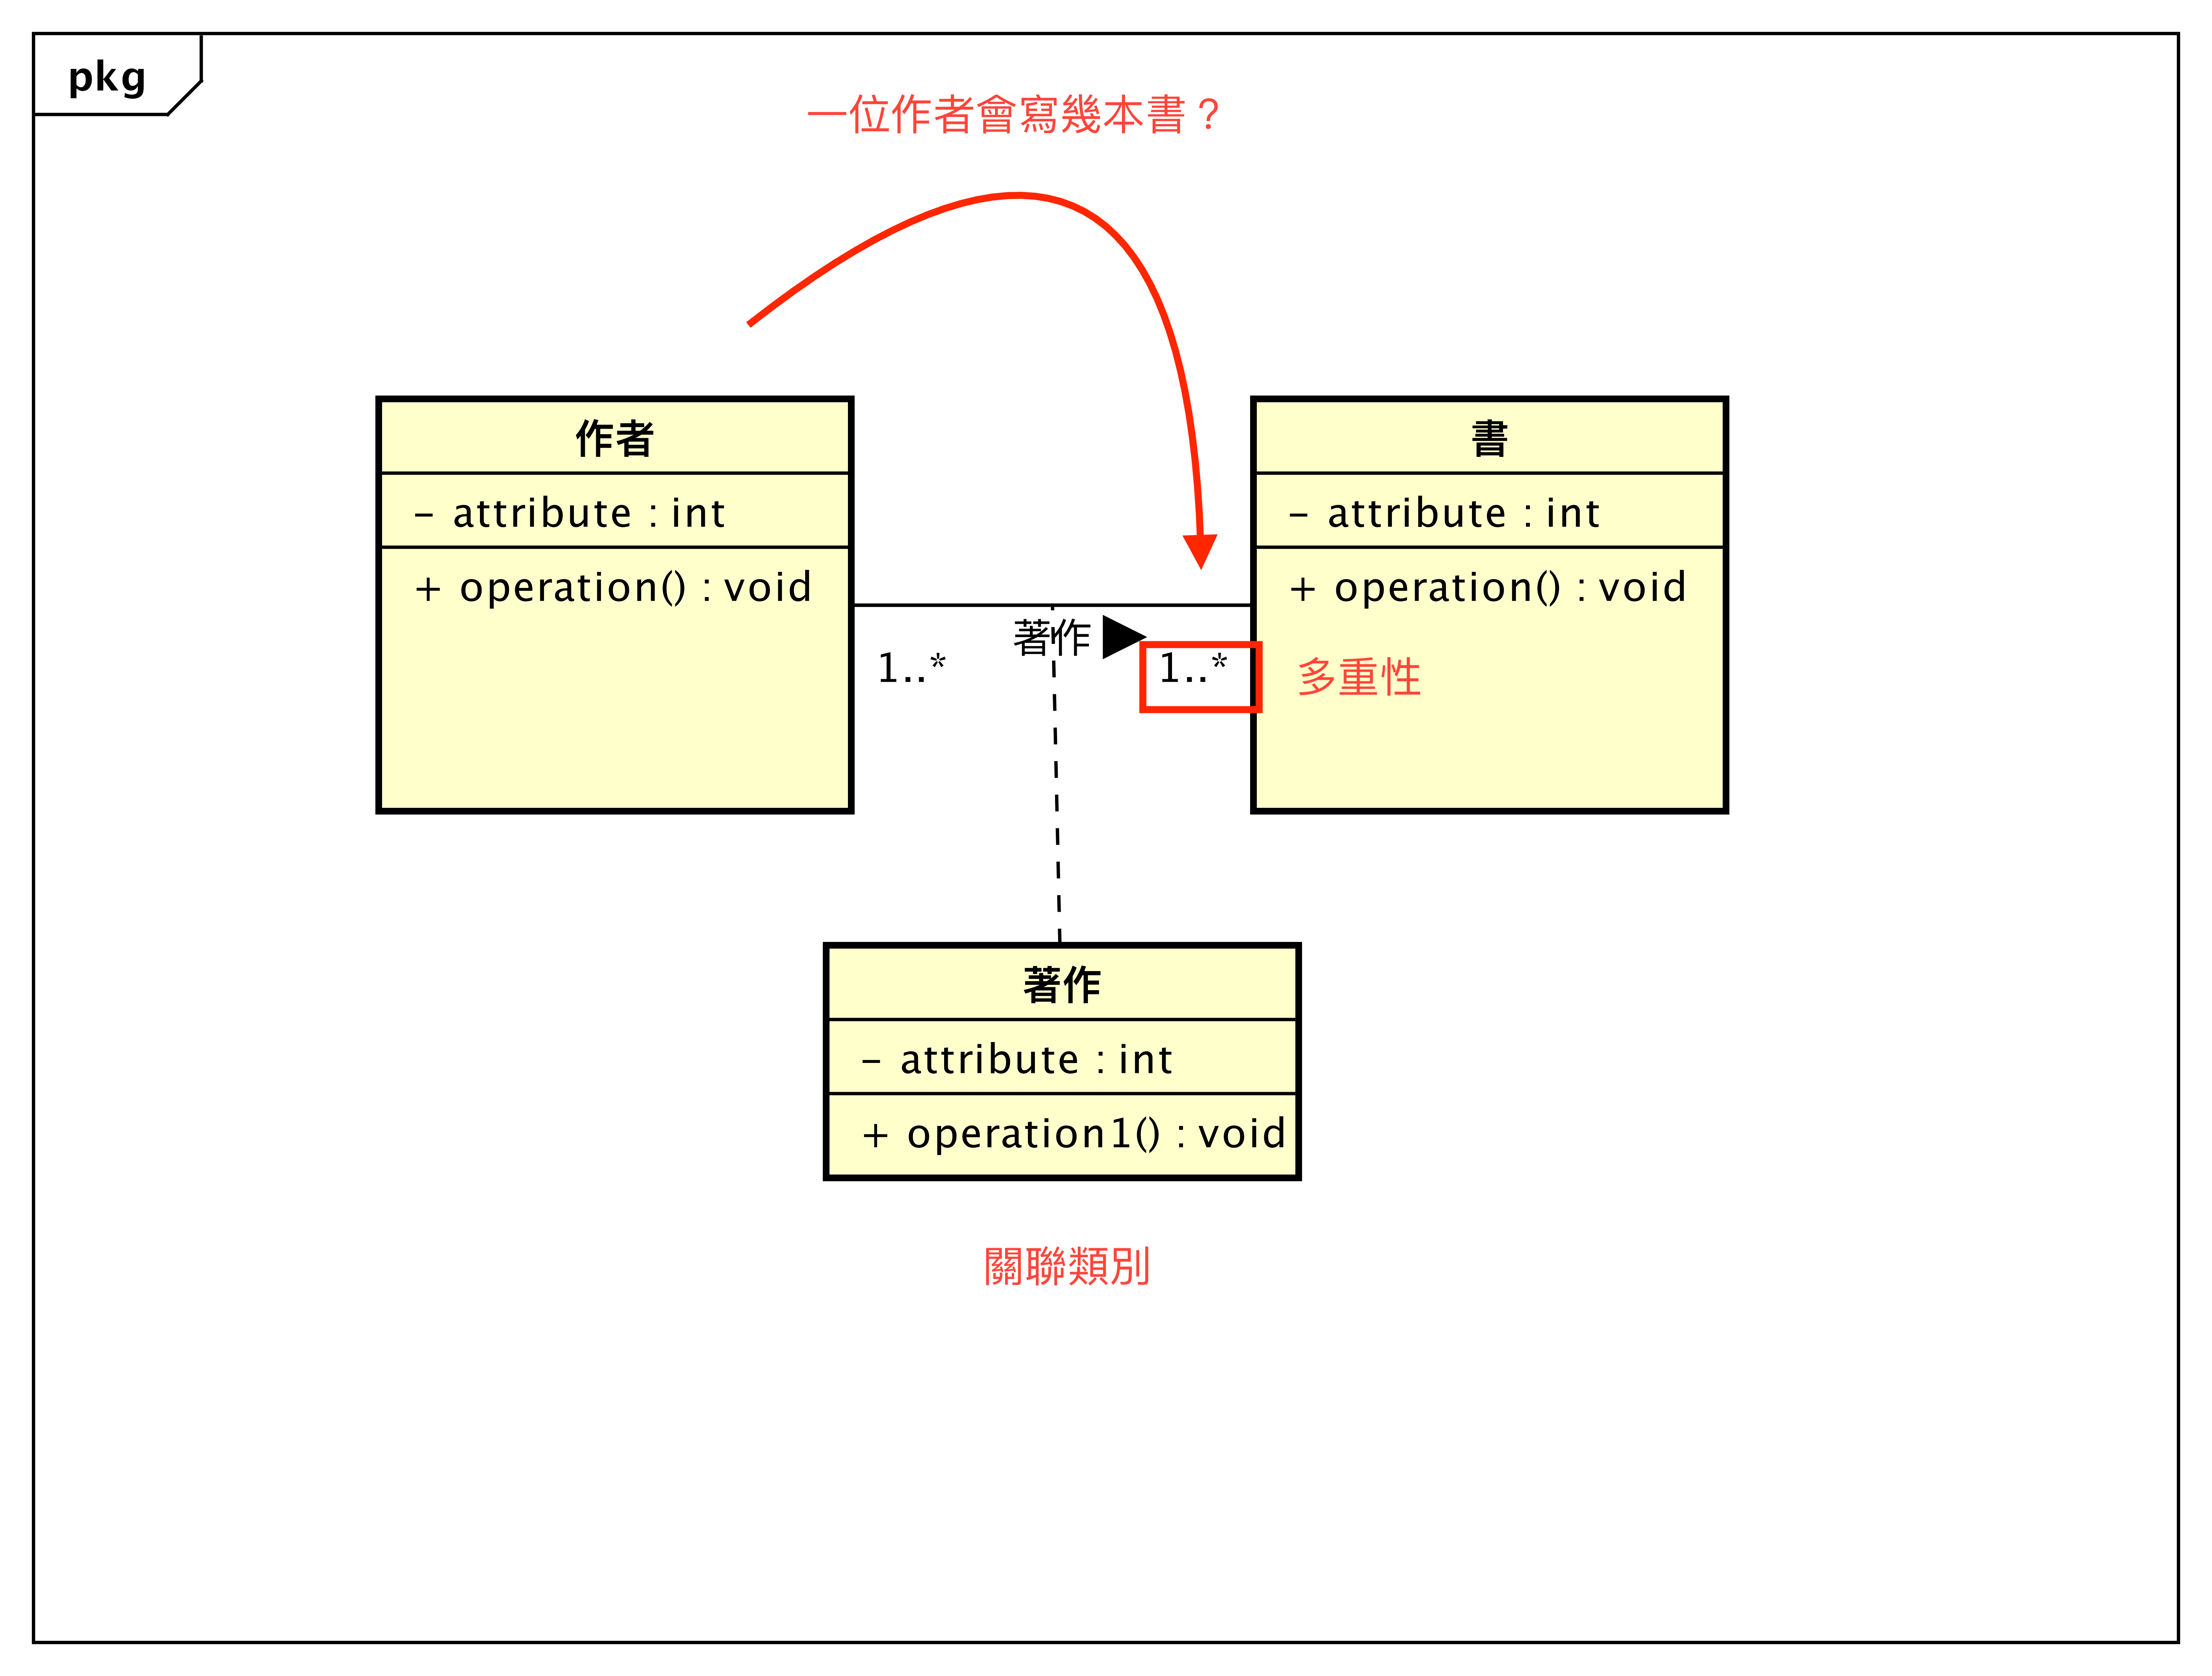 pkg
一位作者會寫幾本書？
作者
- attribute : int
+ operation() : void
書
- attribute : int
+ operation() : void
著作
1..*
1..*
多重性
著作
- attribute : int
+ operation1() : void
關聯類別